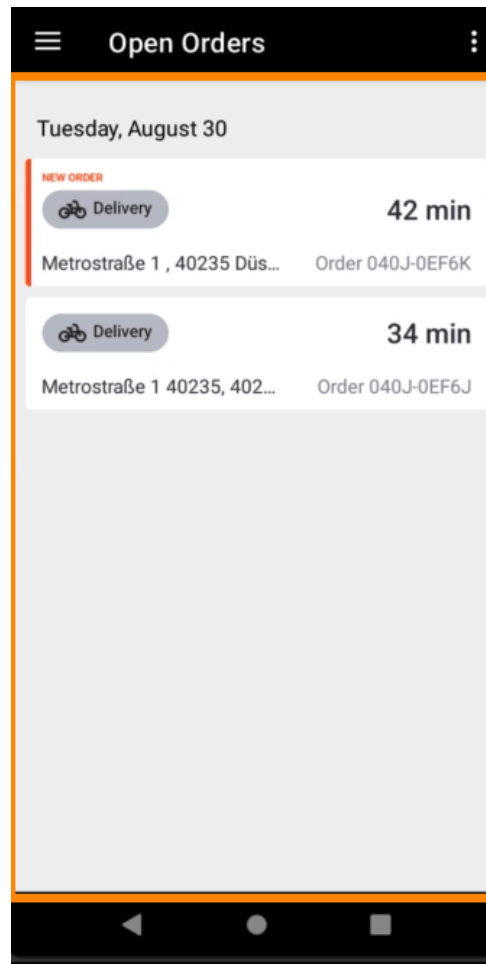 Open Orders
Tuesday, August 30
NEW ORDER
Delivery
42 min
Metrostraße 1 , 40235 Düs...
Order 040J-0EF6K
Delivery
34 min
Metrostraße 1 40235, 402...
Order 040J-0EF6J